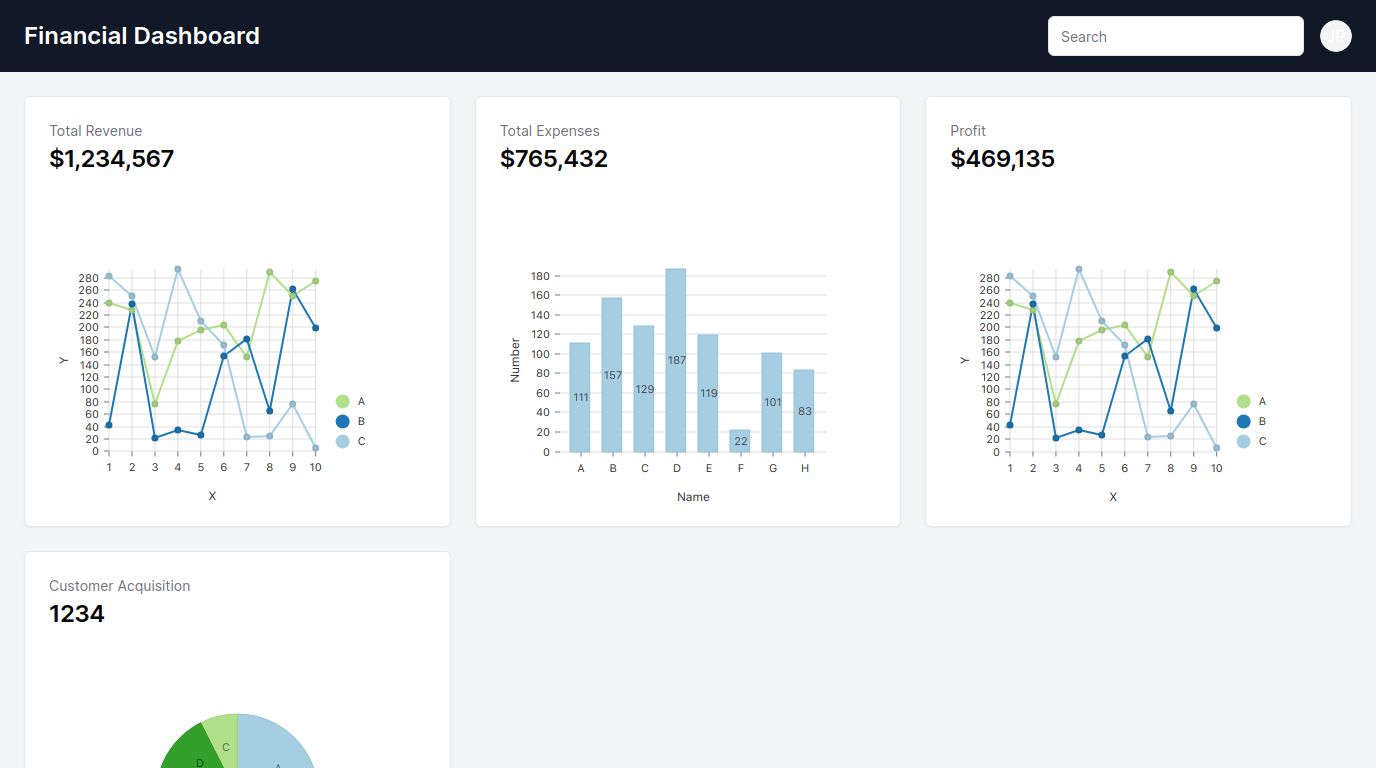 Financial Dashboard
Search
JP
Total Revenue
$1,234,567
280
260
240
220
200
180
160
140
120
100
80
60
40
20
0
Y
1 2 3 4 5 6 7 8 9 10
X
A
B
C
Total Expenses
$765,432
180
160
140
120
100
80
60
40
20
0
Number
111 157 129 187 119 22 101 83
A B C D E F G H
Name
Profit
$469,135
280
260
240
220
200
180
160
140
120
100
80
60
40
20
0
Y
1 2 3 4 5 6 7 8 9 10
X
A
B
C
Customer Acquisition
1234
C
D A